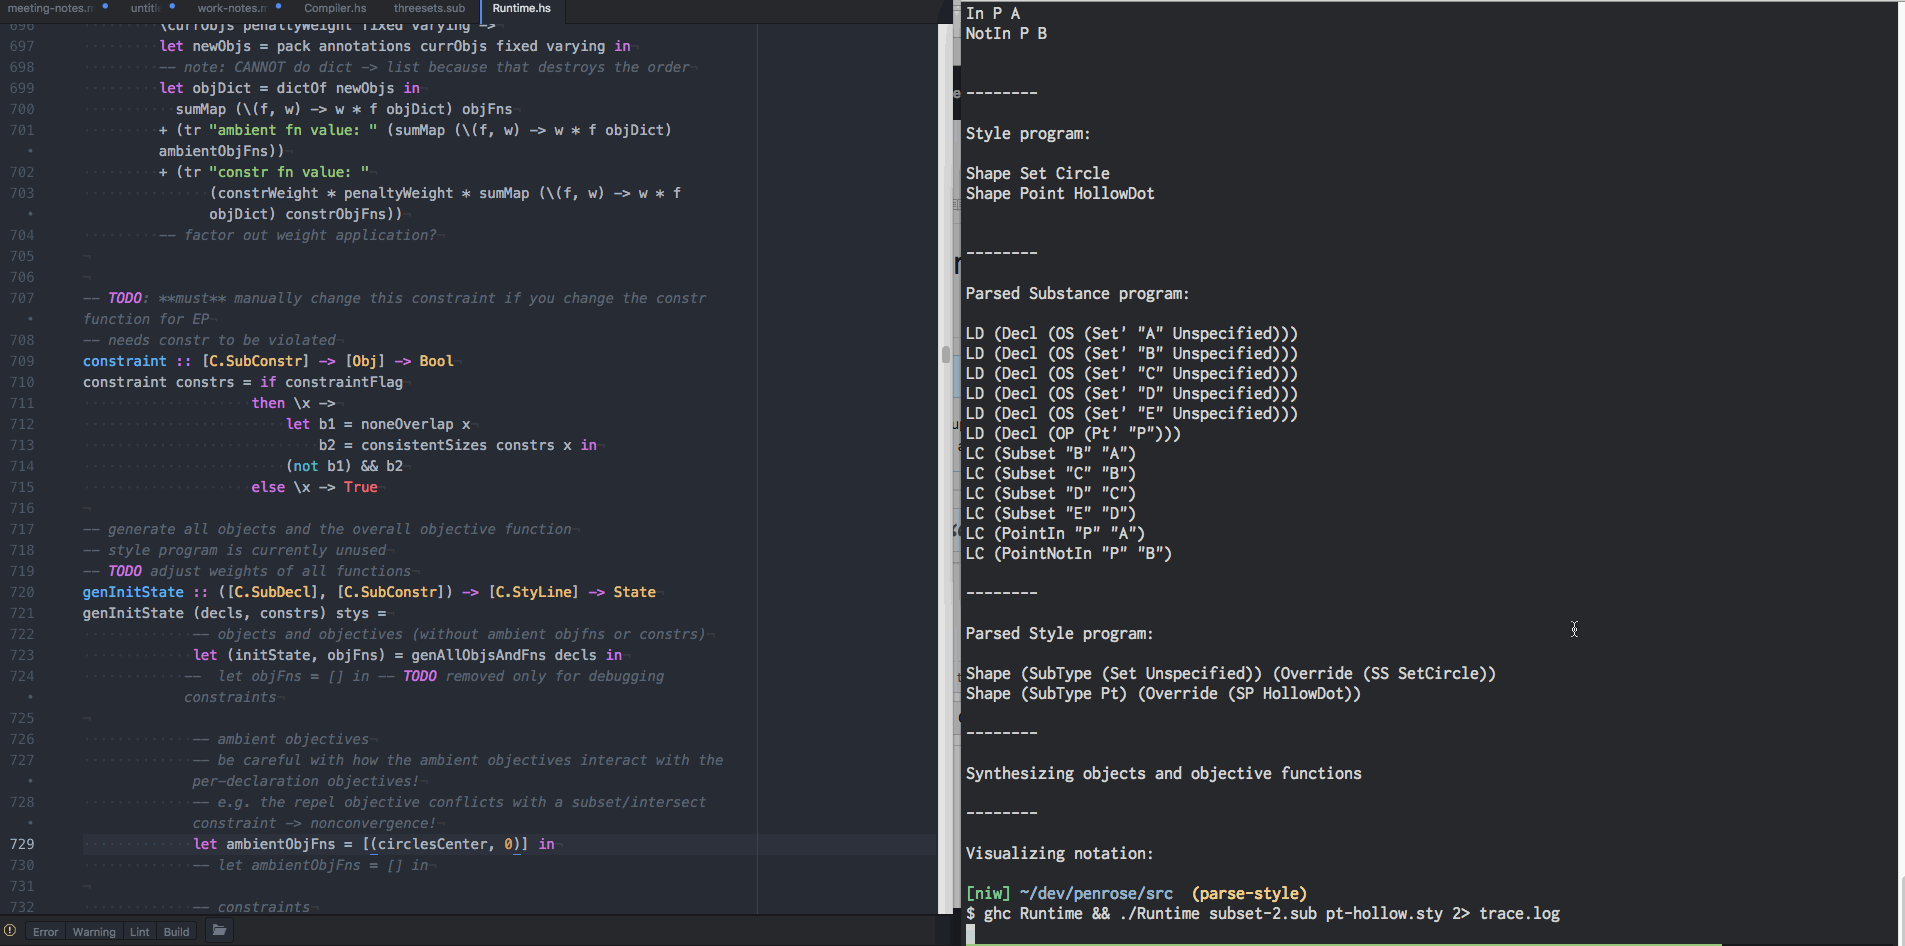 meeting-notes.m
untitl
work-notes.m
Compiler.hs
threesets.sub
Runtime.hs
696 \currObjs penaltyWeight fixed varying ->
697 let newObjs = pack annotations currObjs fixed varying in
698 -- note: CANNOT do dict -> list because that destroys the order
699 let objDict = dictOf newObjs in
700 sumMap (\(f, w) -> w * f objDict) objFns
701 + (tr "ambient fn value: " (sumMap (\(f, w) -> w * f objDict)
ambientObjFns))
702 + (tr "constr fn value: "
703 (constrWeight * penaltyWeight * sumMap (\(f, w) -> w * f
objDict) constrObjFns))
704 -- factor out weight application?
705
706
707 -- TODO: **must** manually change this constraint if you change the constr
function for EP
708 -- needs constr to be violated
709 constraint :: [C.SubConstr] -> [Obj] -> Bool
710 constraint constrs = if constraintFlag
711 then \x ->
712 let b1 = noneOverlap x
713 b2 = consistentSizes constrs x in
714 (not b1) && b2
715 else \x -> True
716
717 -- generate all objects and the overall objective function
718 -- style program is currently unused
719 -- TODO adjust weights of all functions
720 genInitState :: ([C.SubDecl], [C.SubConstr]) -> [C.StyLine] -> State
721 genInitState (decls, constrs) stys =
722 -- objects and objectives (without ambient objfns or constrs)
723 let (initState, objFns) = genAllObjsAndFns decls in
724 -- let objFns = [] in -- TODO removed only for debugging
constraints
725
726 -- ambient objectives
727 -- be careful with how the ambient objectives interact with the
per-declaration objectives!
728 -- e.g. the repel objective conflicts with a subset/intersect
constraint -> nonconvergence!
729 let ambientObjFns = [(circlesCenter, 0)] in
730 -- let ambientObjFns = [] in
731
732 -- constraints
Error Warning Lint Build
In P A
NotIn P B
--------
Style program:
Shape Set Circle
Shape Point HollowDot
--------
Parsed Substance program:
LD (Decl (OS (Set' "A" Unspecified)))
LD (Decl (OS (Set' "B" Unspecified)))
LD (Decl (OS (Set' "C" Unspecified)))
LD (Decl (OS (Set' "D" Unspecified)))
LD (Decl (OS (Set' "E" Unspecified)))
LD (Decl (OP (Pt' "P")))
LC (Subset "B" "A")
LC (Subset "C" "B")
LC (Subset "D" "C")
LC (Subset "E" "D")
LC (PointIn "P" "A")
LC (PointNotIn "P" "B")
--------
Parsed Style program:
Shape (SubType (Set Unspecified)) (Override (SS SetCircle))
Shape (SubType Pt) (Override (SP HollowDot))
--------
Synthesizing objects and objective functions
--------
Visualizing notation:
[niw] ~/dev/penrose/src (parse-style)
$ ghc Runtime && ./Runtime subset-2.sub pt-hollow.sty 2> trace.log